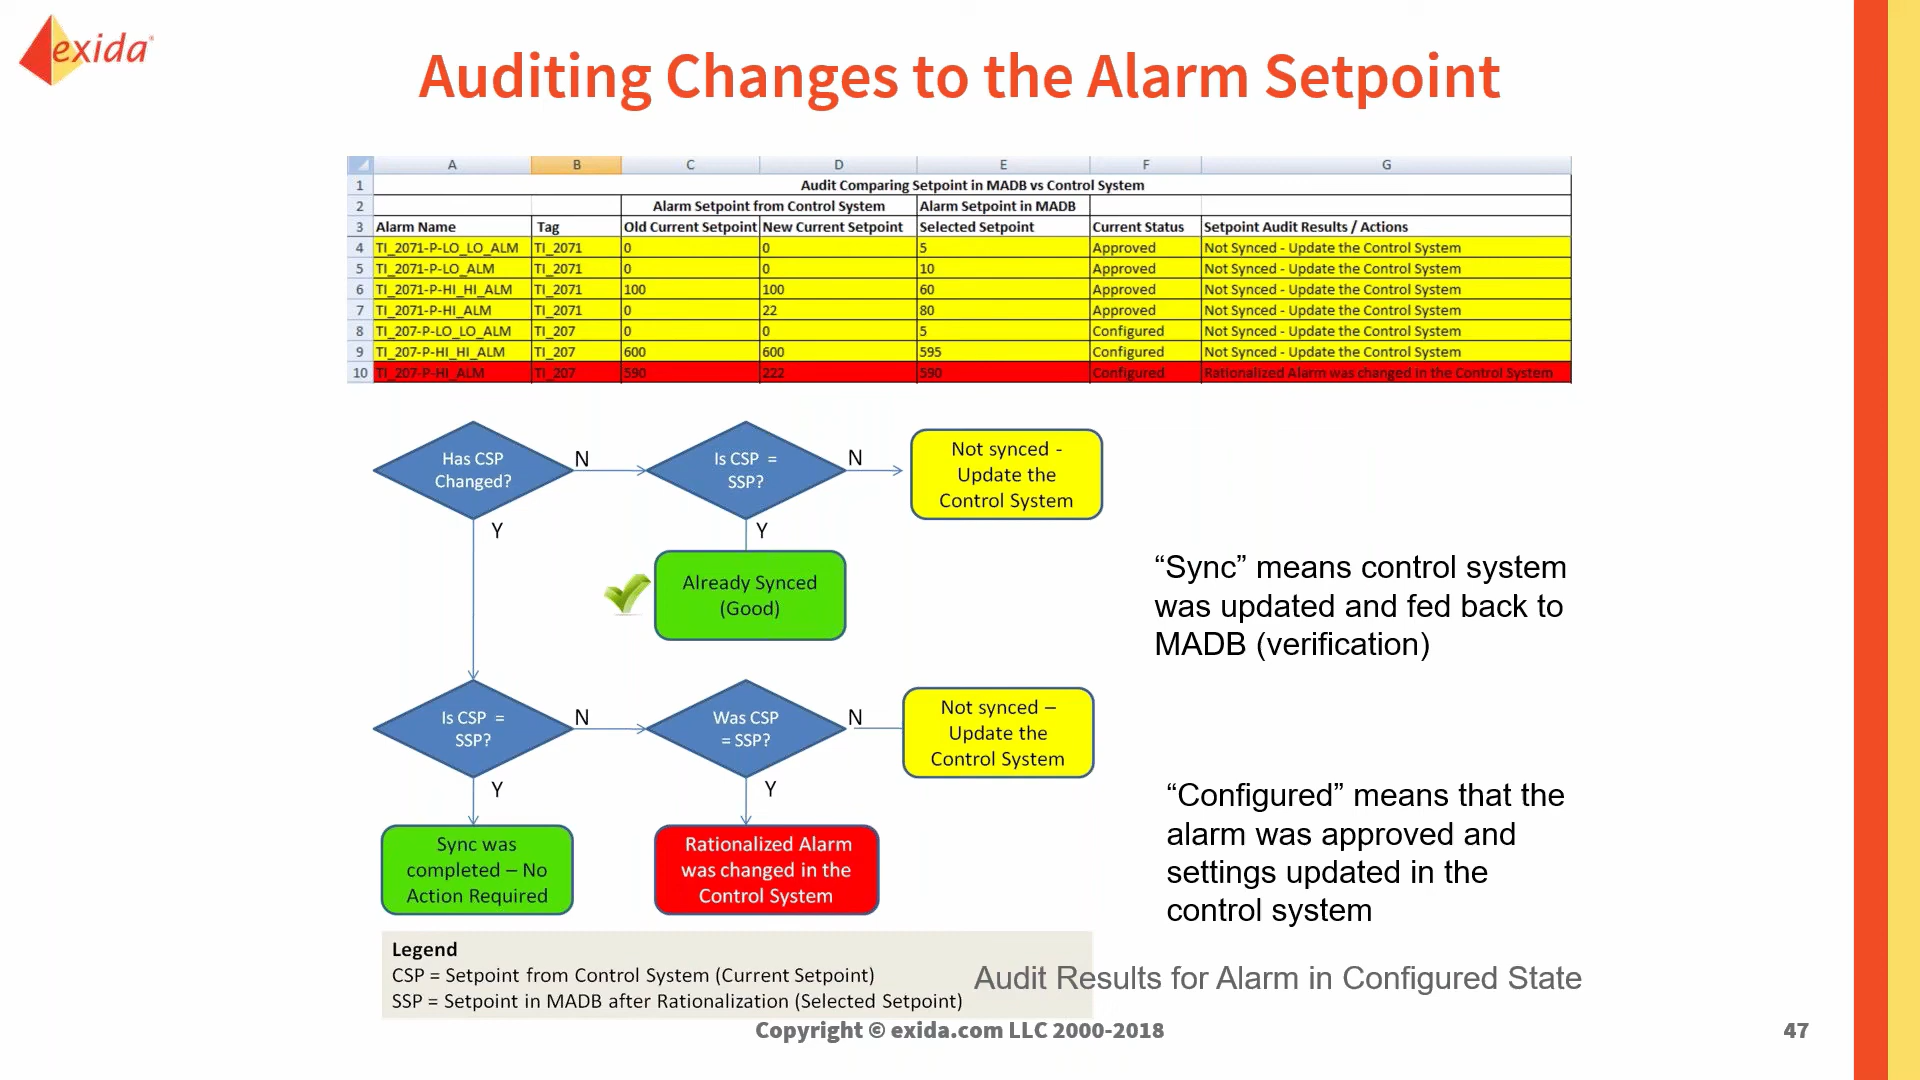 exida
Auditing Changes to the Alarm Setpoint
A B C D E F G
1 Audit Comparing Setpoint in MADB vs Control System
2 Alarm Setpoint from Control System Alarm Setpoint in MADB
3 Alarm Name Tag Old Current Setpoint New Current Setpoint Selected Setpoint Current Status Setpoint Audit Results / Actions
4 TI_2071-P-LO_LO_ALM TI_2071 0 0 5 Approved Not Synced - Update the Control System
5 TI_2071-P-LO_ALM TI_2071 0 0 10 Approved Not Synced - Update the Control System
6 TI_2071-P-HI_HI_ALM TI_2071 100 100 60 Approved Not Synced - Update the Control System
7 TI_2071-P-HI_ALM TI_2071 0 22 80 Approved Not Synced - Update the Control System
8 TI_207-P-LO_LO_ALM TI_207 0 0 5 Configured Not Synced - Update the Control System
9 TI_207-P-HI_HI_ALM TI_207 600 600 595 Configured Not Synced - Update the Control System
10 TI_207-P-HI_ALM TI_207 590 222 590 Configured Rationalized Alarm was changed in the Control System
Has CSP
Changed?
N
Y
Is CSP =
SSP?
N
Y
Not synced -
Update the
Control System
Already Synced
(Good)
"Sync" means control system
was updated and fed back to
MADB (verification)
Is CSP =
SSP?
N
Y
Was CSP
= SSP?
N
Y
Not synced –
Update the
Control System
Sync was
completed – No
Action Required
Rationalized Alarm
was changed in the
Control System
"Configured" means that the
alarm was approved and
settings updated in the
control system
Legend
CSP = Setpoint from Control System (Current Setpoint)
SSP = Setpoint in MADB after Rationalization (Selected Setpoint)
Audit Results for Alarm in Configured State
Copyright © exida.com LLC 2000-2018
47